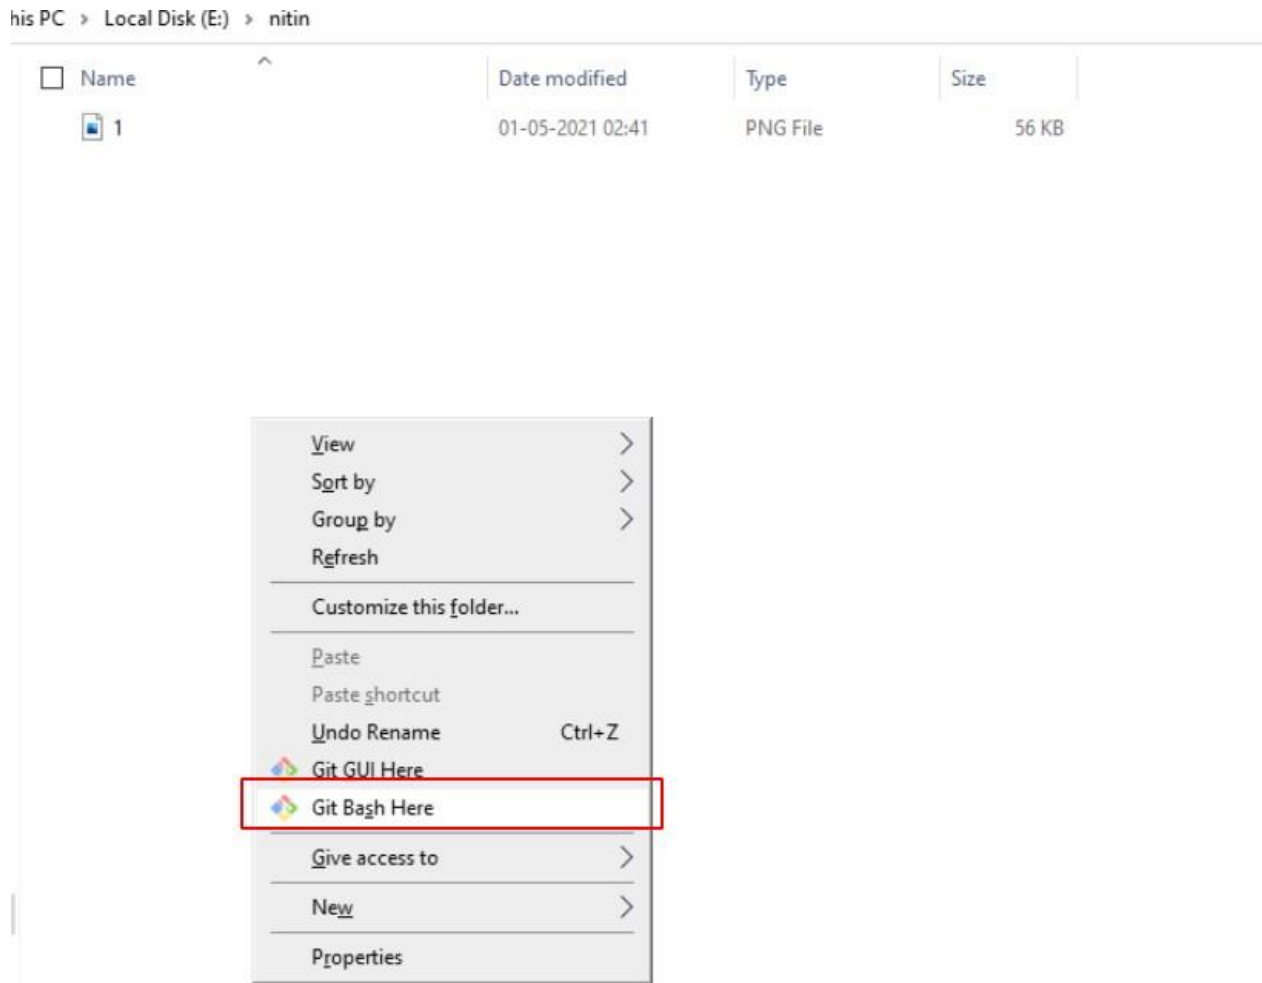 his PC > Local Disk (E:) > nitin
Name Date modified Type Size
1 01-05-2021 02:41 PNG File 56 KB
View
Sort by
Group by
Refresh
Customize this folder...
Paste
Paste shortcut
Undo Rename Ctrl+Z
Git GUI Here
Git Bash Here
Give access to
New
Properties